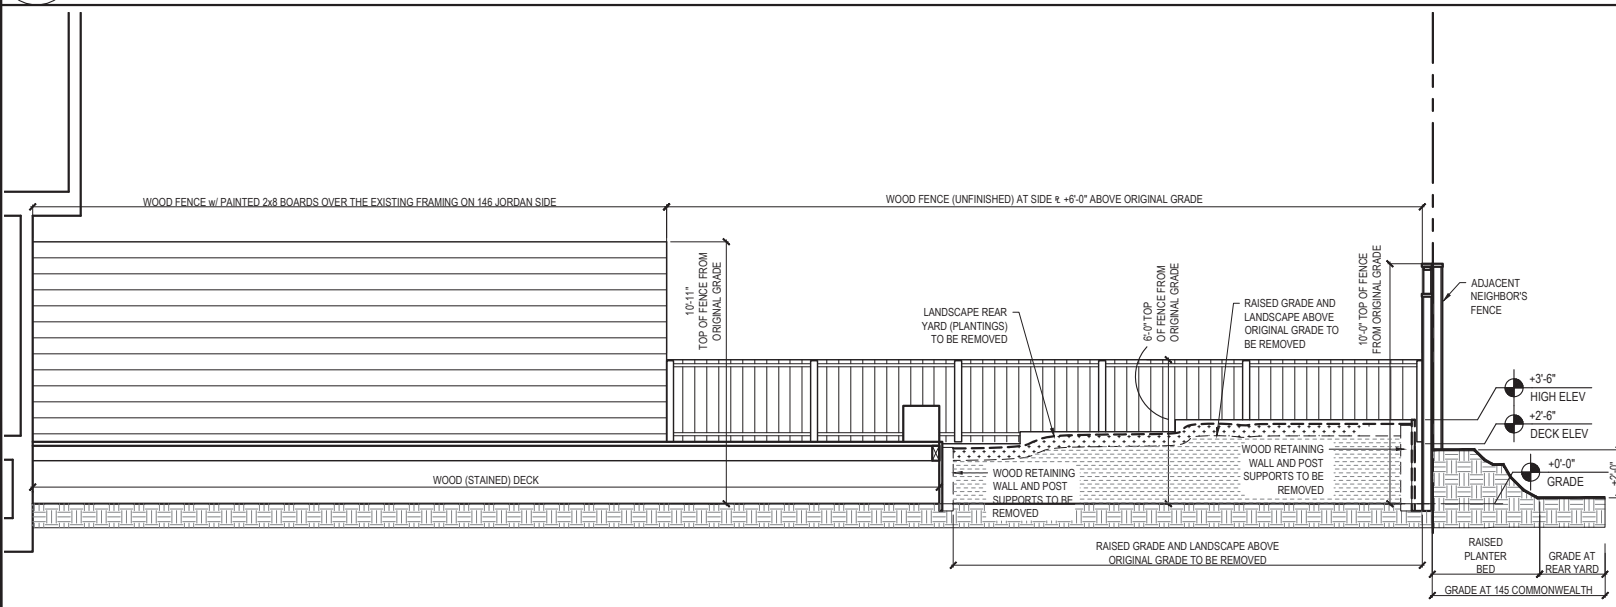 WOOD FENCE w/ PAINTED 2x8 BOARDS OVER THE EXISTING FRAMING ON 146 JORDAN SIDE
WOOD FENCE (UNFINISHED) AT SIDE ℄ +6'-0" ABOVE ORIGINAL GRADE
10'-11"
TOP OF FENCE FROM
ORIGINAL GRADE
LANDSCAPE REAR
YARD (PLANTINGS)
TO BE REMOVED
6'-0" TOP
OF FENCE FROM
ORIGINAL GRADE
RAISED GRADE AND
LANDSCAPE ABOVE
ORIGINAL GRADE TO
BE REMOVED
10'-0" TOP OF FENCE
FROM ORIGINAL GRADE
ADJACENT
NEIGHBOR'S
FENCE
+3'-6"
HIGH ELEV
+2'-6"
DECK ELEV
+0'-0"
GRADE
+2'-0"
WOOD (STAINED) DECK
WOOD RETAINING
WALL AND POST
SUPPORTS TO BE
REMOVED
WOOD RETAINING
WALL AND POST
SUPPORTS TO BE
REMOVED
RAISED GRADE AND LANDSCAPE ABOVE
ORIGINAL GRADE TO BE REMOVED
RAISED
PLANTER
BED
GRADE AT
REAR YARD
GRADE AT 145 COMMONWEALTH